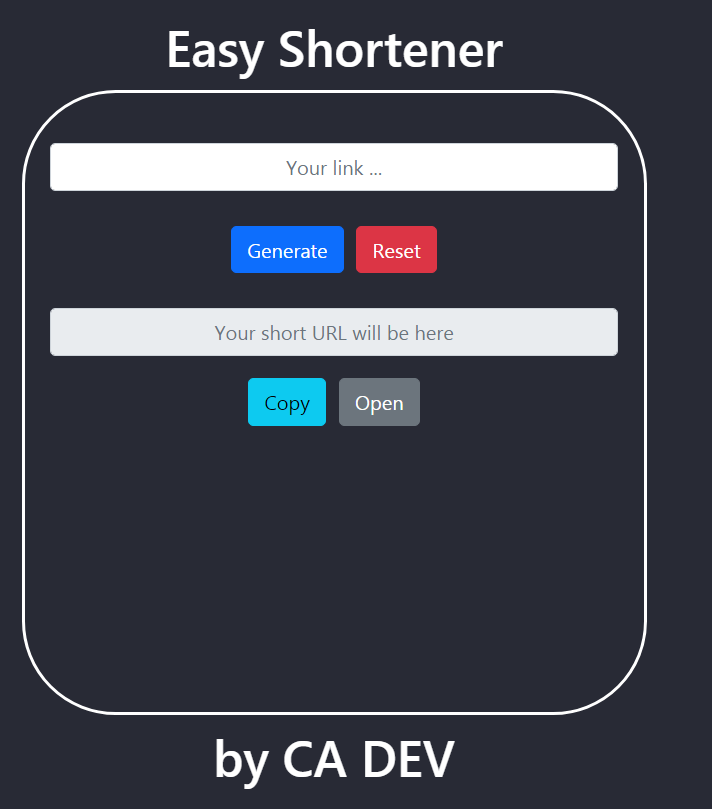 Easy Shortener
Your link ...
Generate Reset
Your short URL will be here
Copy Open
by CA DEV